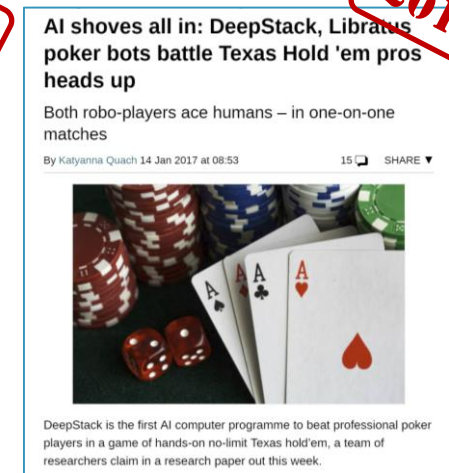 AI shoves all in: DeepStack, Libratus
poker bots battle Texas Hold 'em pros
heads up
Both robo-players ace humans – in one-on-one
matches
By Katyanna Quach 14 Jan 2017 at 08:53
15 SHARE ▼
A A A A
DeepStack is the first AI computer programme to beat professional poker
players in a game of hands-on no-limit Texas hold'em, a team of
researchers claim in a research paper out this week.